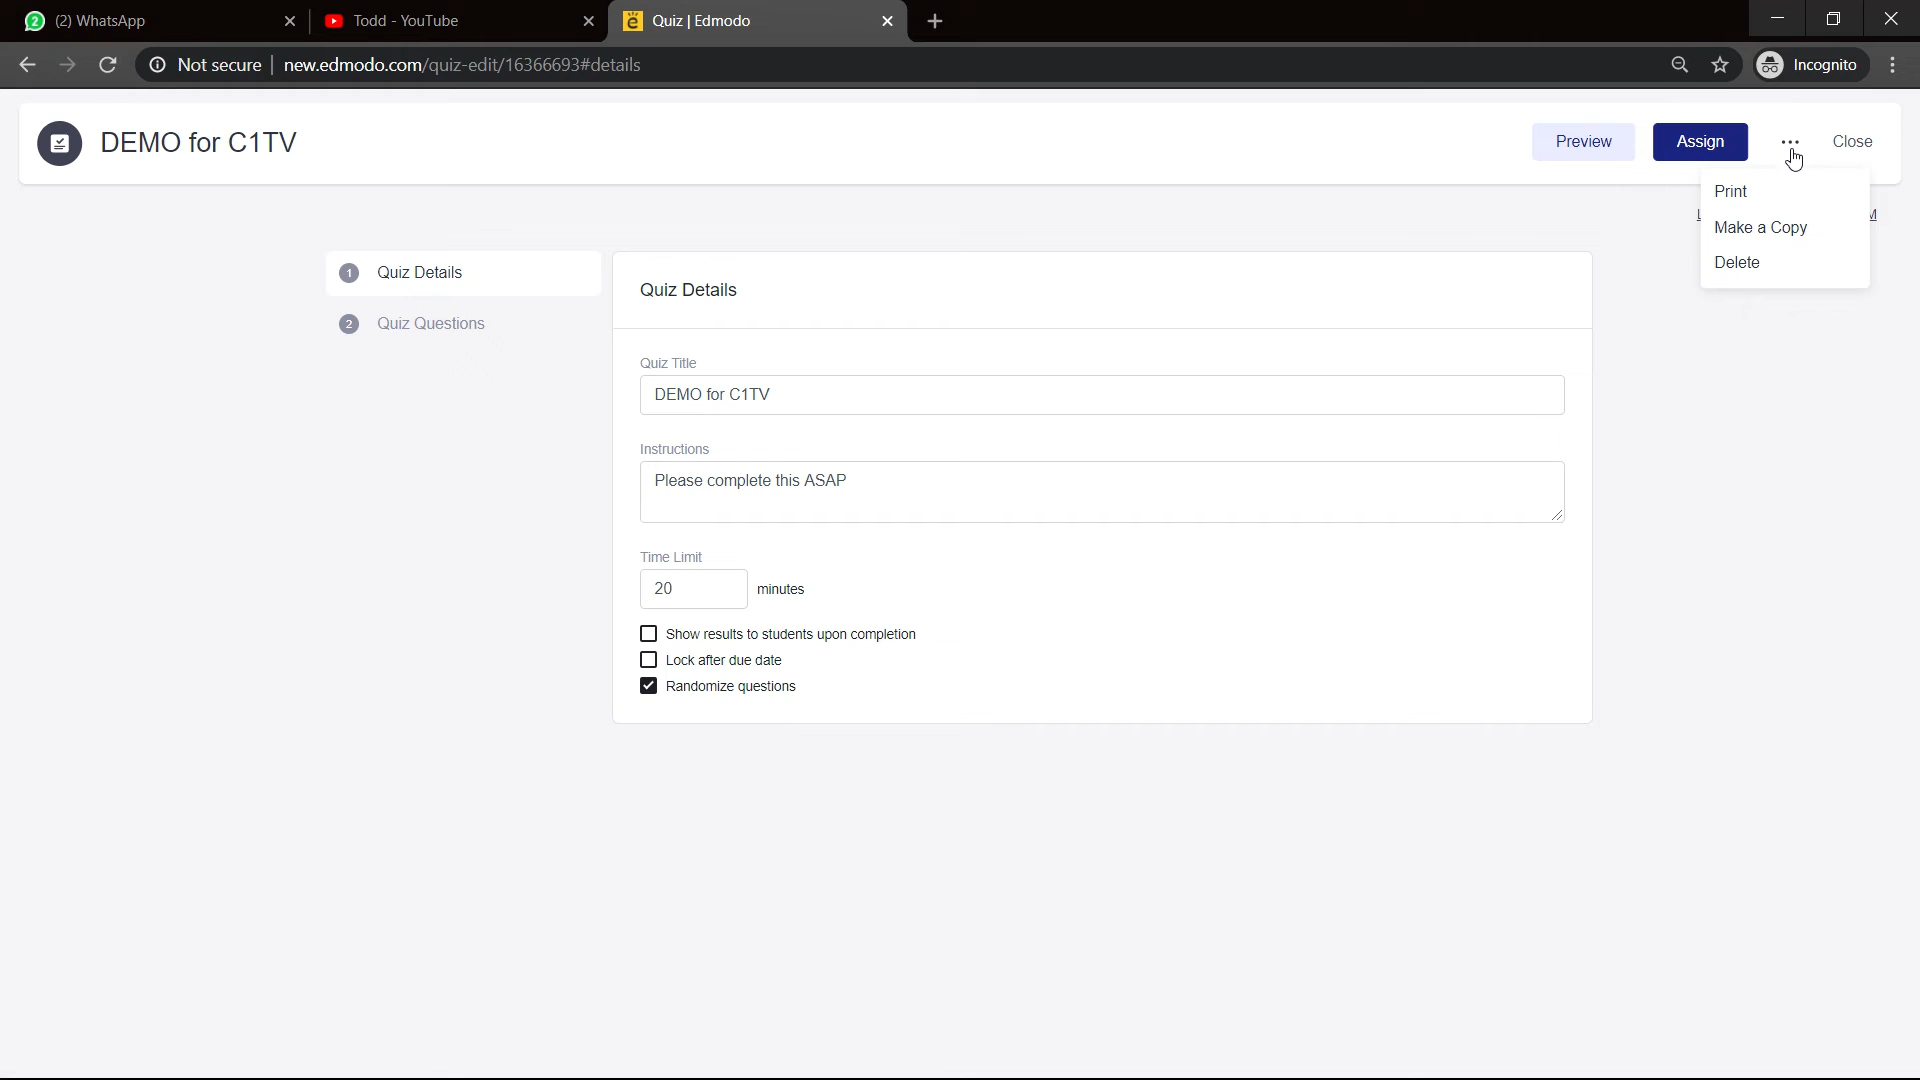 (2) WhatsApp
Todd - YouTube
Quiz | Edmodo
Not secure | new.edmodo.com/quiz-edit/16366693#details
Incognito
DEMO for C1TV
Preview
Assign
Close
Print
Make a Copy
Delete
1 Quiz Details
2 Quiz Questions
Quiz Details
Quiz Title
DEMO for C1TV
Instructions
Please complete this ASAP
Time Limit
20 minutes
Show results to students upon completion
Lock after due date
Randomize questions